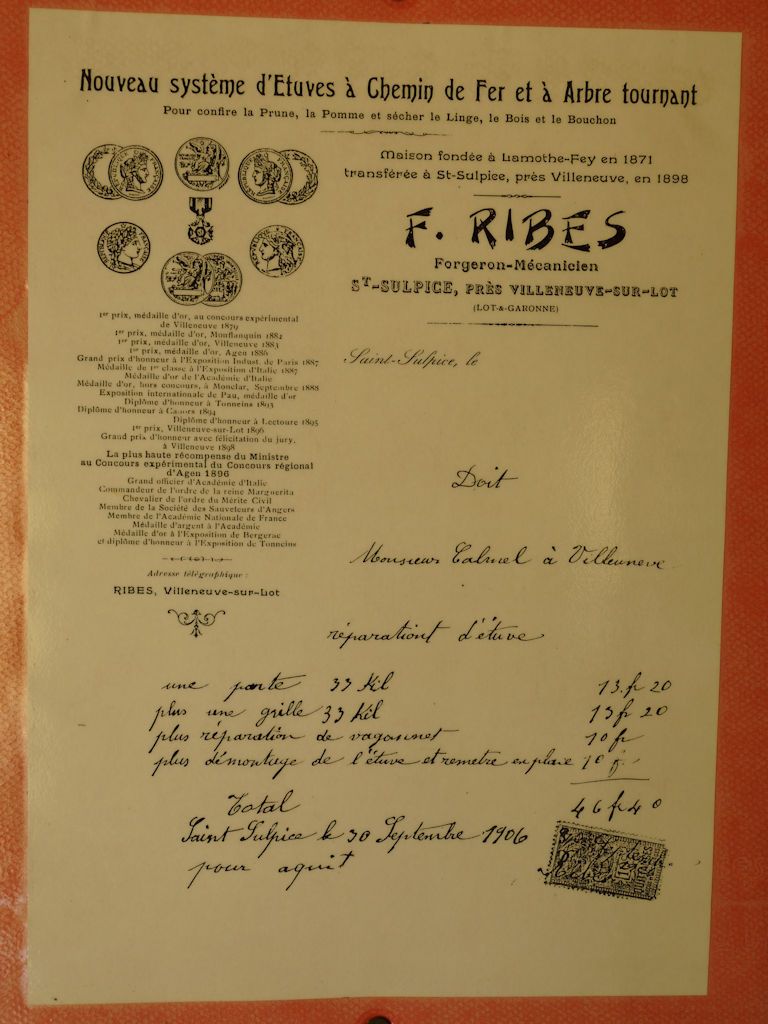 Nouveau système d'Etuves à Chemin de Fer et à Arbre tournant
Pour confire la Prune, la Pomme et sécher le Linge, le Bois et le Bouchon
Maison fondée à Lamothe-Fey en 1871
transférée à St-Sulpice, près Villeneuve, en 1898
F. RIBES
Forgeron-Mécanicien
ST-SULPICE, PRÈS VILLENEUVE-SUR-LOT
(LOT-&-GARONNE)
1er prix, médaille d'or, au concours expérimental
de Villeneuve 1879
1er prix, médaille d'or, Monflanquin 1882
1er prix, médaille d'or, Villeneuve 1883
1er prix, médaille d'or, Agen 1886
Grand prix d'honneur à l'Exposition Indust. de Paris 1887
Médaille du 1er classe à l'Exposition d'Italie 1887
Médaille d'or de l'Académie d'Italie
Médaille d'or, hors concours, à Monclar, Septembre 1888
Exposition internationale de Pau, médaille d'or
Diplôme d'honneur à Tonneins 1893
Diplôme d'honneur à Cahors 1894
Diplôme d'honneur à Lectoure 1895
1er prix, Villeneuve-sur-Lot 1896
Grand prix d'honneur avec félicitation du jury,
à Villeneuve 1898
La plus haute récompense du Ministre
au Concours expérimental du Concours régional
d'Agen 1896
Grand officier d'Académie d'Italie
Commandeur de l'ordre de la reine Marguerita
Chevalier de l'ordre du Mérite Civil
Membre de la Société des Sauveteurs d'Angers
Membre de l'Académie Nationale de France
Médaille d'argent à l'Académie
Médaille d'or à l'Exposition de Bergerac
et diplôme d'honneur à l'Exposition de Tonneins
Adresse télégraphique :
RIBES, Villeneuve-sur-Lot
Saint-Sulpice, le
Doit
Monsieur Calmel à Villeneuve
réparationt d'étuve
une porte 33 Kil 13 fr 20
plus une grille 33 Kil 13 fr 20
plus réparation de vagonnet 10 fr
plus démontage de l'étuve et remetre en place 10 f
Total 46 fr 40
Saint Sulpice le 30 Septembre 1906
pour aquit